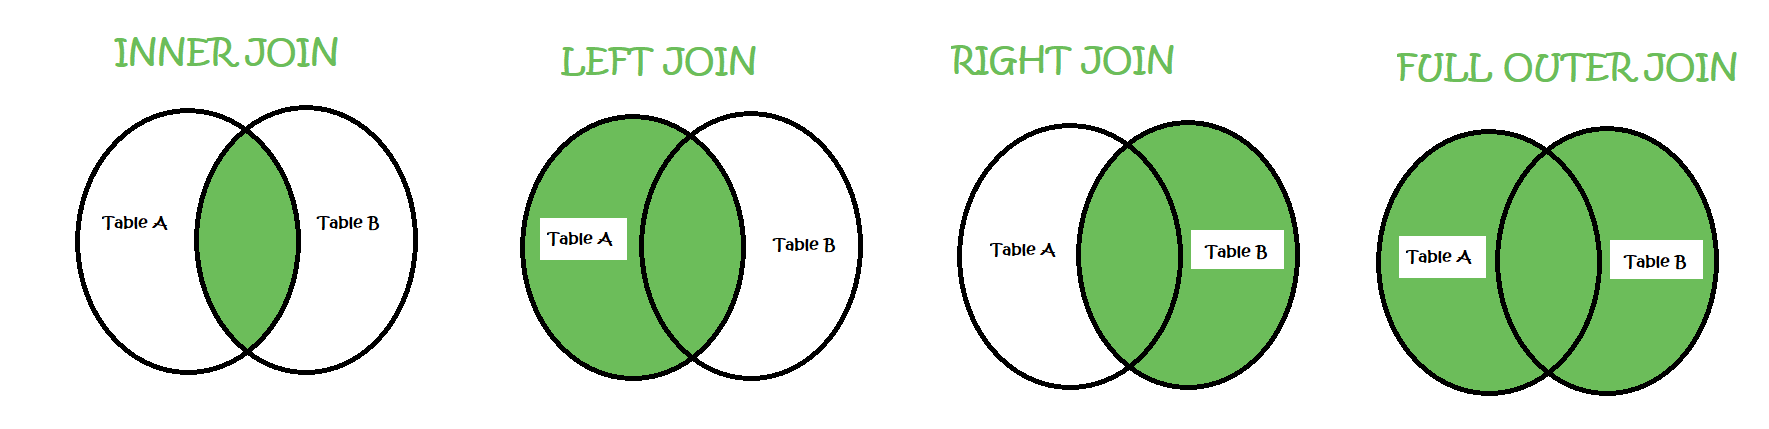 INNER JOIN
Table A
Table B
LEFT JOIN
Table A
Table B
RIGHT JOIN
Table A
Table B
FULL OUTER JOIN
Table A
Table B